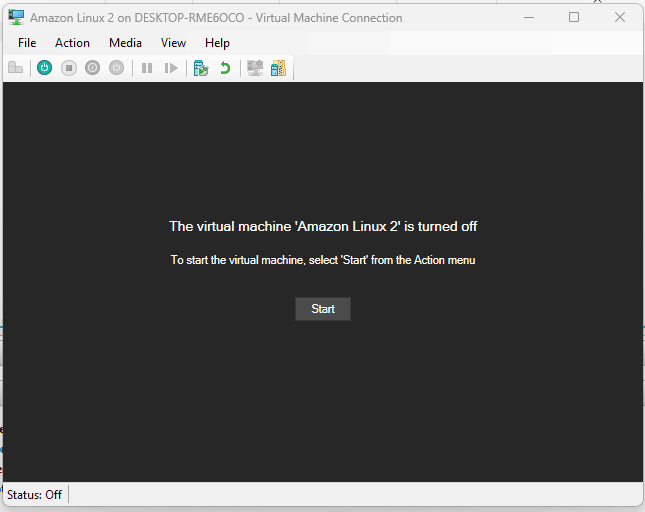 Amazon Linux 2 on DESKTOP-RME6OCO - Virtual Machine Connection
File Action Media View Help
The virtual machine 'Amazon Linux 2' is turned off
To start the virtual machine, select 'Start' from the Action menu
Start
Status: Off